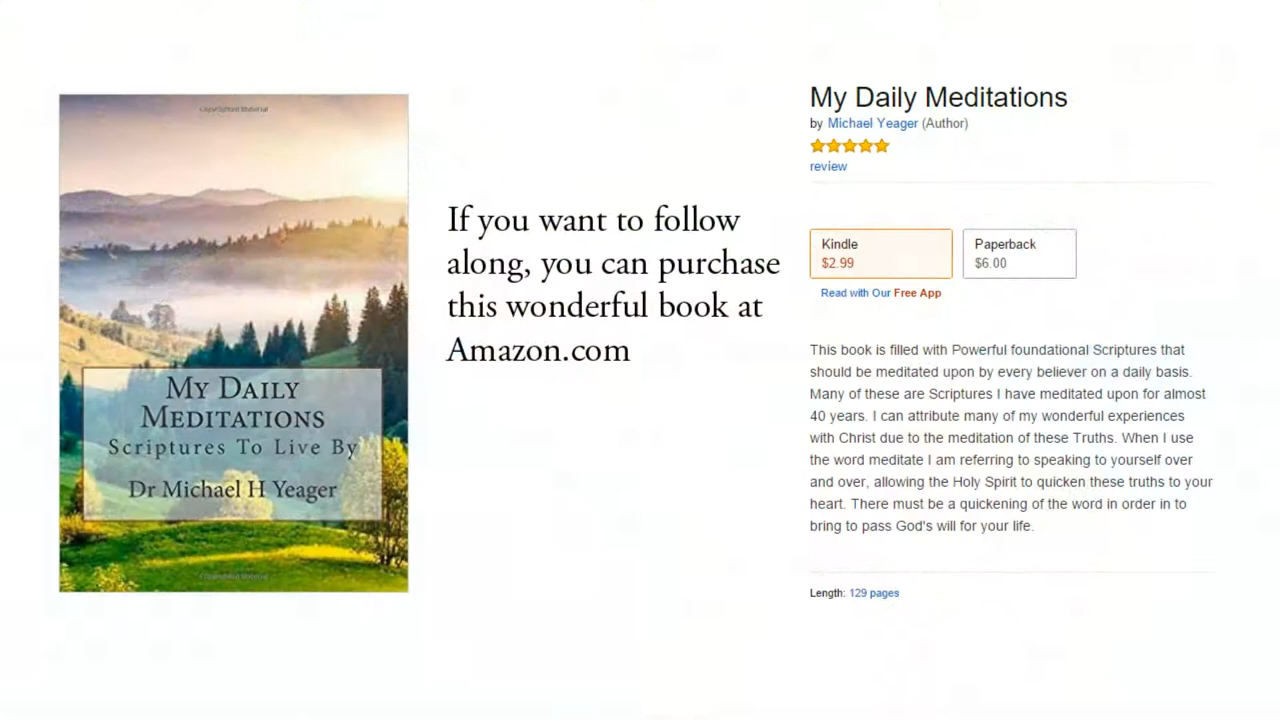 Copyrighted Material
My Daily
Meditations
Scriptures To Live By
Dr Michael H Yeager
Copyrighted Material
If you want to follow
along, you can purchase
this wonderful book at
Amazon.com
My Daily Meditations
by Michael Yeager (Author)
review
Kindle
$2.99
Paperback
$6.00
Read with Our Free App
This book is filled with Powerful foundational Scriptures that
should be meditated upon by every believer on a daily basis.
Many of these are Scriptures I have meditated upon for almost
40 years. I can attribute many of my wonderful experiences
with Christ due to the meditation of these Truths. When I use
the word meditate I am referring to speaking to yourself over
and over, allowing the Holy Spirit to quicken these truths to your
heart. There must be a quickening of the word in order in to
bring to pass God's will for your life.
Length: 129 pages